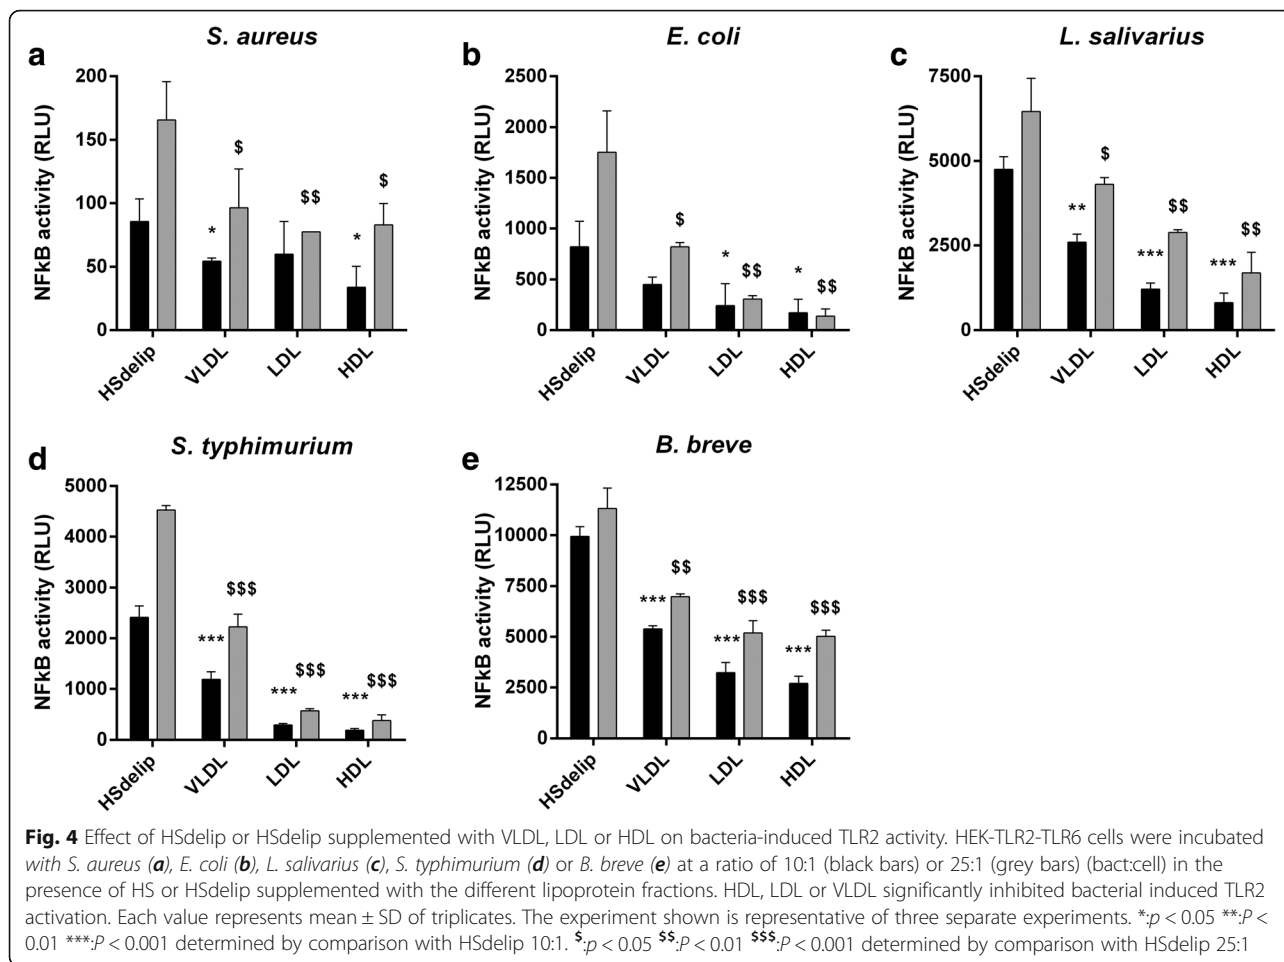 S. aureus
a
NFkB activity (RLU)
200
150
100
50
0
*
$
$$
*
$
HSdelip
VLDL
LDL
HDL
E. coli
b
NFkB activity (RLU)
2500
2000
1500
1000
500
0
$
*
$$
*
$$
HSdelip
VLDL
LDL
HDL
L. salivarius
c
NFkB activity (RLU)
7500
5000
2500
0
**
$
***
$$
***
$$
HSdelip
VLDL
LDL
HDL
S. typhimurium
d
NFkB activity (RLU)
5000
4000
3000
2000
1000
0
***
$$$
***
$$$
***
$$$
HSdelip
VLDL
LDL
HDL
B. breve
e
NFkB activity (RLU)
12500
10000
7500
5000
2500
0
***
$$
***
$$$
***
$$$
HSdelip
VLDL
LDL
HDL
Fig. 4 Effect of HSdelip or HSdelip supplemented with VLDL, LDL or HDL on bacteria-induced TLR2 activity. HEK-TLR2-TLR6 cells were incubated
with S. aureus (a), E. coli (b), L. salivarius (c), S. typhimurium (d) or B. breve (e) at a ratio of 10:1 (black bars) or 25:1 (grey bars) (bact:cell) in the
presence of HS or HSdelip supplemented with the different lipoprotein fractions. HDL, LDL or VLDL significantly inhibited bacterial induced TLR2
activation. Each value represents mean ± SD of triplicates. The experiment shown is representative of three separate experiments. *:p < 0.05 **:P <
0.01 ***:P < 0.001 determined by comparison with HSdelip 10:1. $:p < 0.05 $$:P < 0.01 $$$:P < 0.001 determined by comparison with HSdelip 25:1